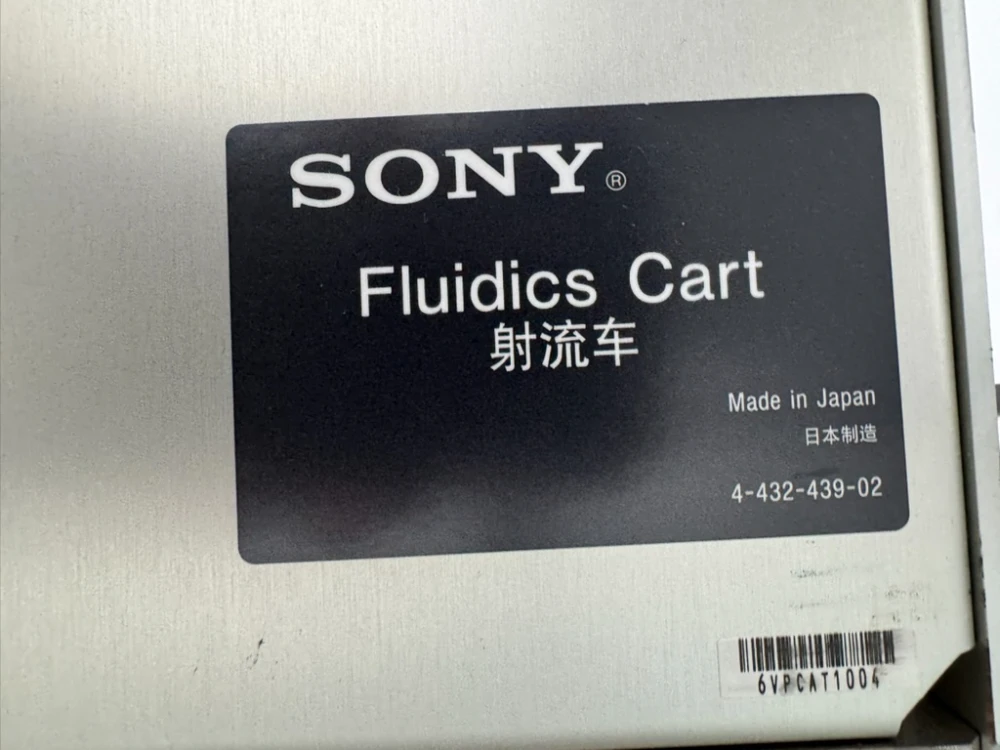 SONY®
Fluidics Cart
射流车
Made in Japan
日本制造
4-432-439-02
6VPCAT1004